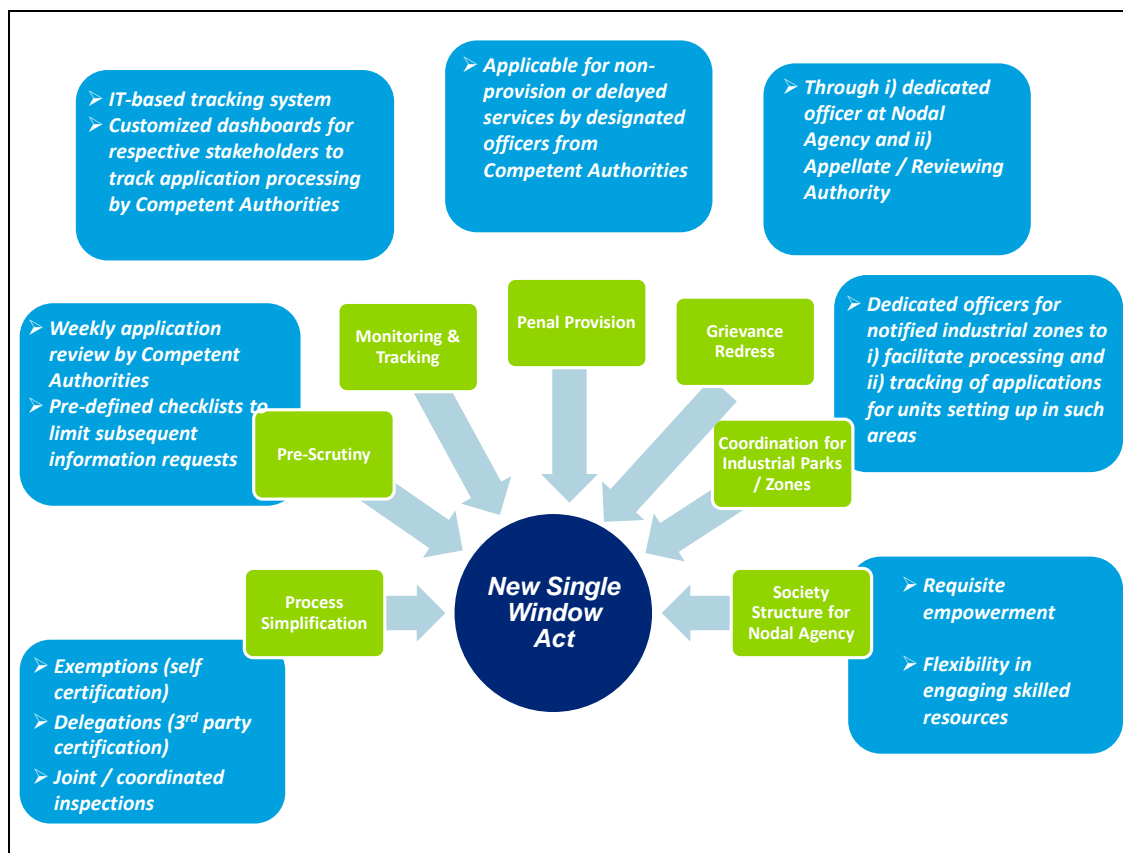 ➢ IT-based tracking system
➢ Customized dashboards for
respective stakeholders to
track application processing
by Competent Authorities
➢ Applicable for non-
provision or delayed
services by designated
officers from
Competent Authorities
➢ Through i) dedicated
officer at Nodal
Agency and ii)
Appellate / Reviewing
Authority
➢ Weekly application
review by Competent
Authorities
➢ Pre-defined checklists to
limit subsequent
information requests
Pre-Scrutiny
Monitoring &
Tracking
Penal Provision
Grievance
Redress
➢ Dedicated officers for
notified industrial zones to
i) facilitate processing and
ii) tracking of applications
for units setting up in such
areas
Coordination for
Industrial Parks
/ Zones
Process
Simplification
➢ Exemptions (self
certification)
➢ Delegations (3rd party
certification)
➢ Joint / coordinated
inspections
New Single
Window
Act
Society
Structure for
Nodal Agency
➢ Requisite
empowerment
➢ Flexibility in
engaging skilled
resources